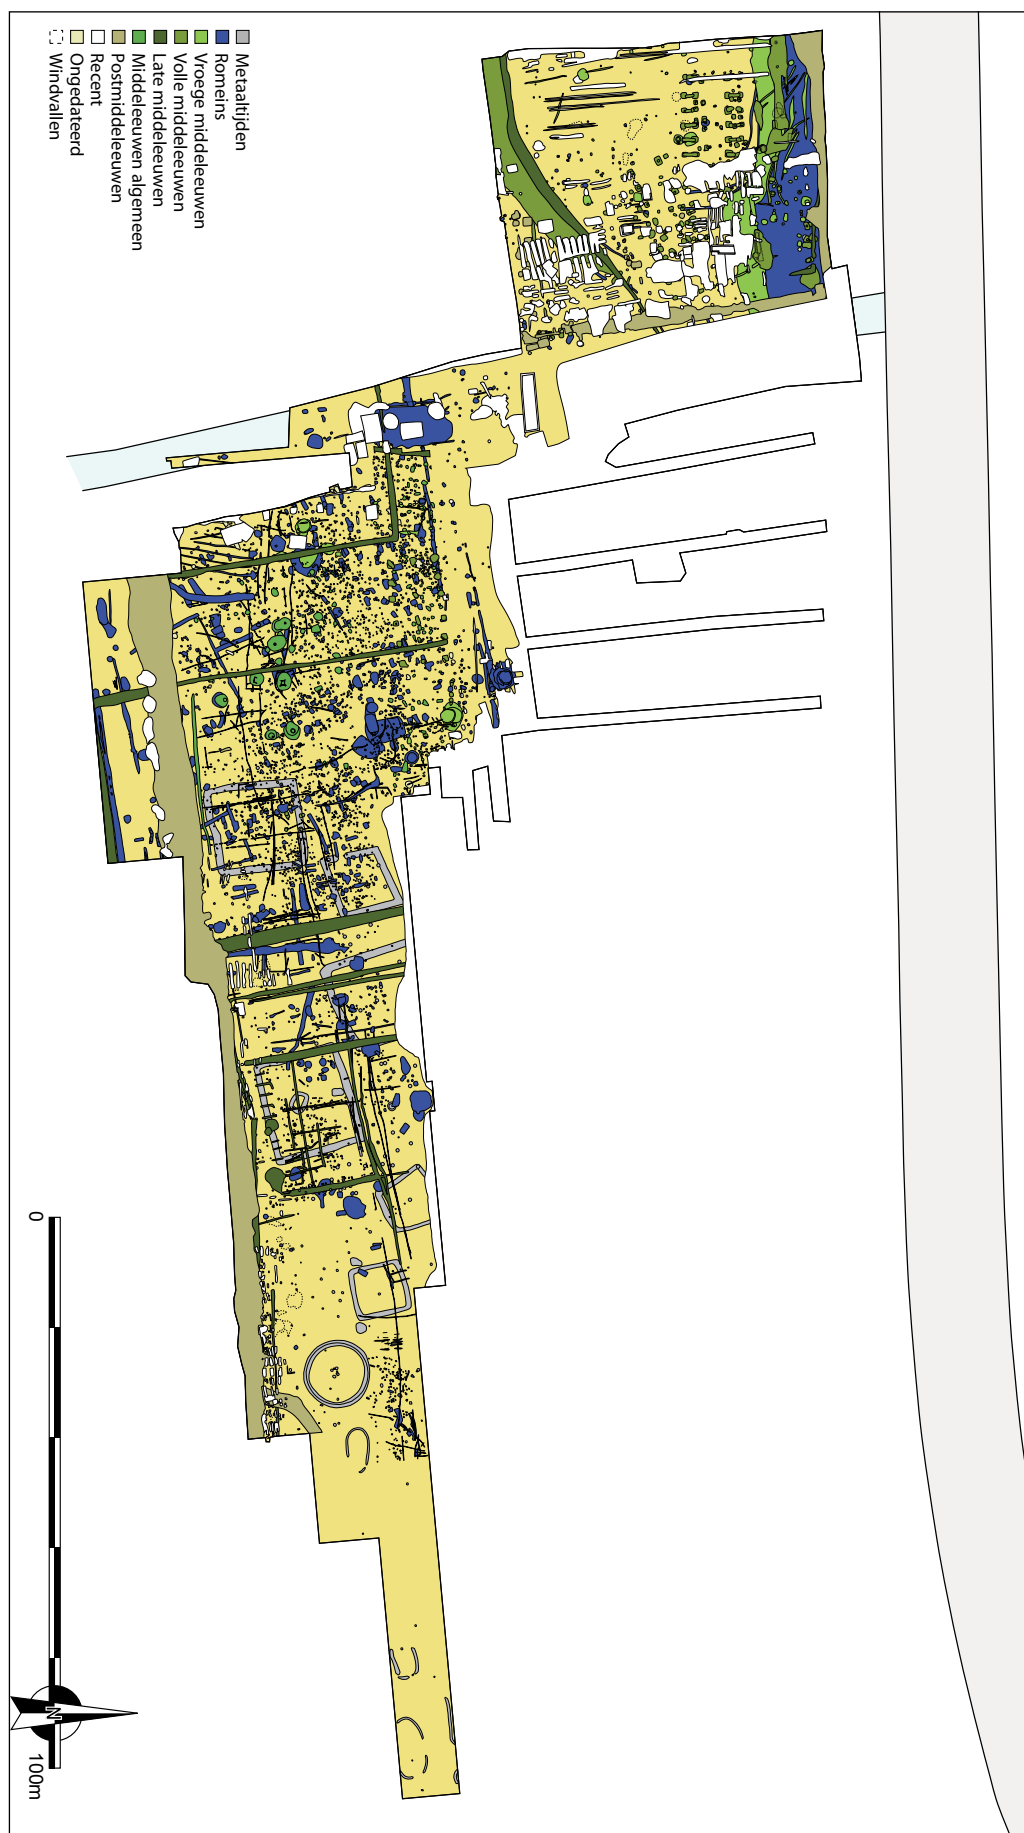 Metaaltijden
Romeins
Vroege middeleeuwen
Volle middeleeuwen
Late middeleeuwen
Middeleeuwen algemeen
Postmiddeleeuwen
Recent
Ongedateerd
Windvallen
0
100m
N